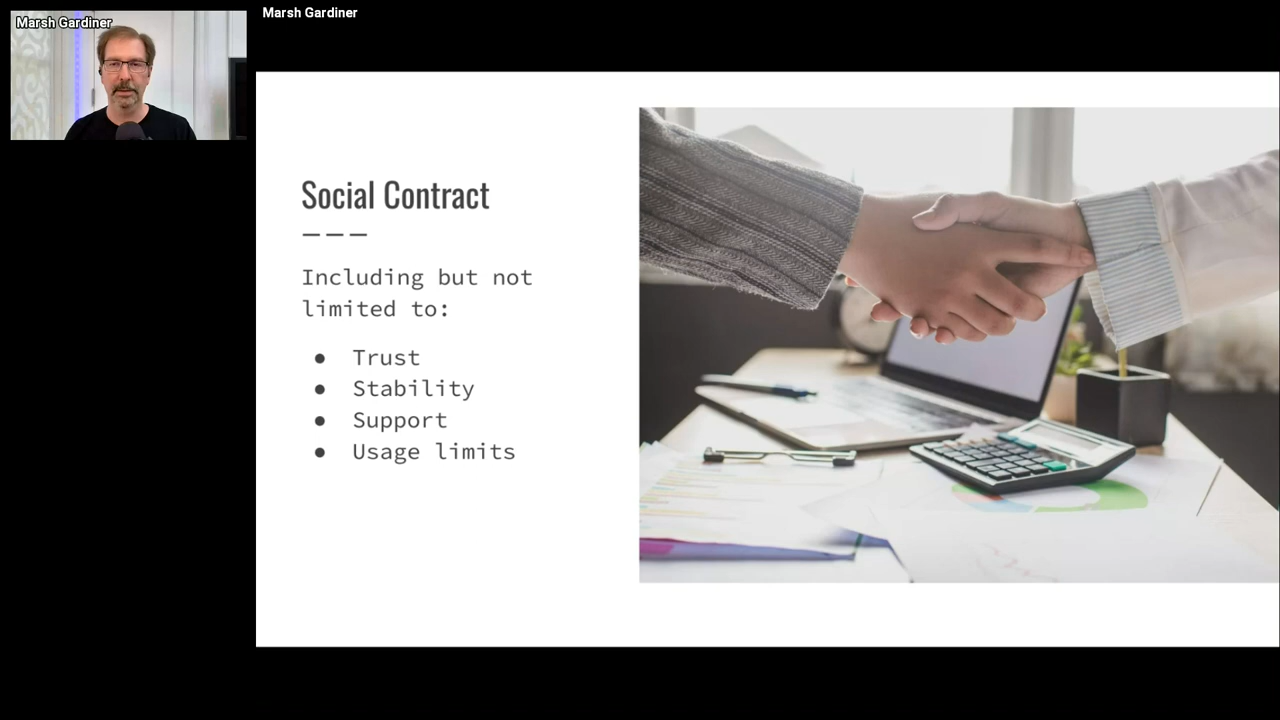 Marsh Gardiner
Marsh Gardiner
Social Contract
Including but not
limited to:
● Trust
● Stability
● Support
● Usage limits